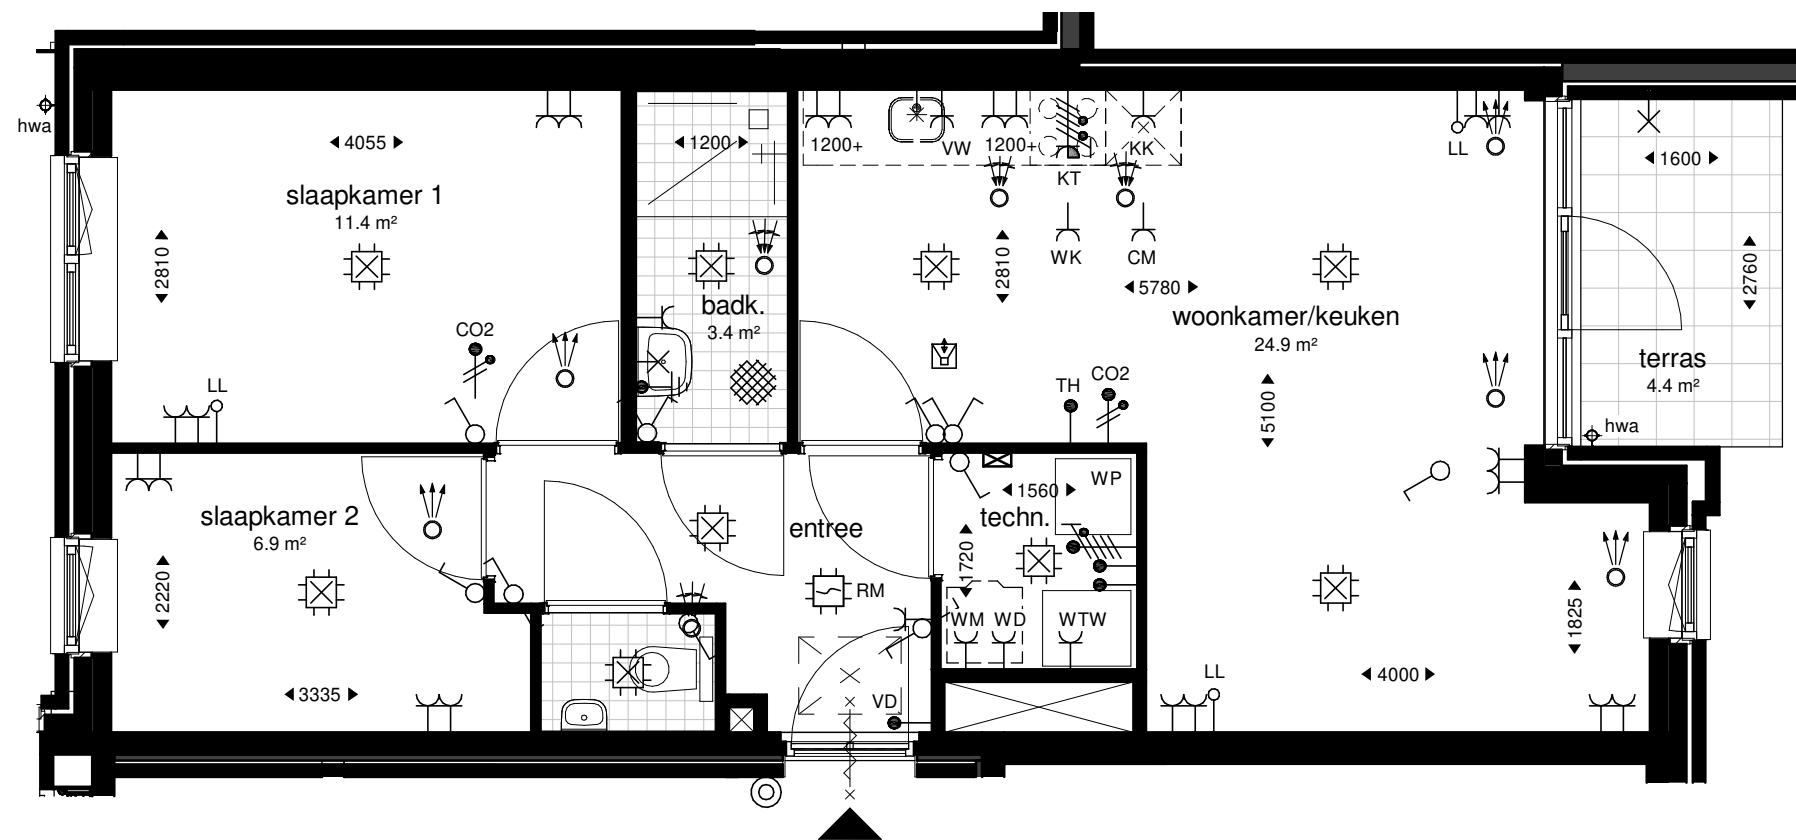 hwa
4055
slaapkamer 1
11.4 m²
2810
CO2
LL
1200
badk.
3.4 m²
1200+
VW
1200+
KT
KK
WK
CM
2810
5780
woonkamer/keuken
24.9 m²
LL
1600
2760
terras
4.4 m²
hwa
5100
TH
CO2
slaapkamer 2
6.9 m²
2220
3335
entree
RM
VD
1560
WP
techn.
1720
WM
WD
WTW
LL
4000
1825